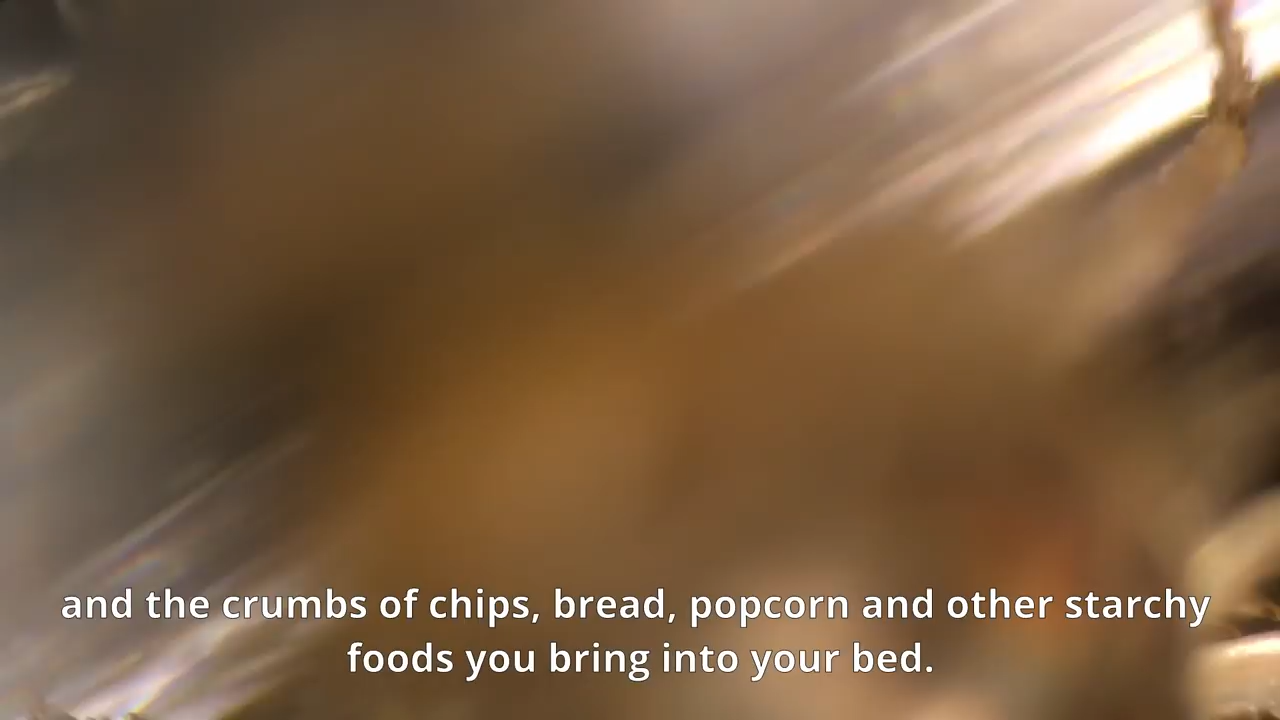 and the crumbs of chips, bread, popcorn and other starchy
foods you bring into your bed.